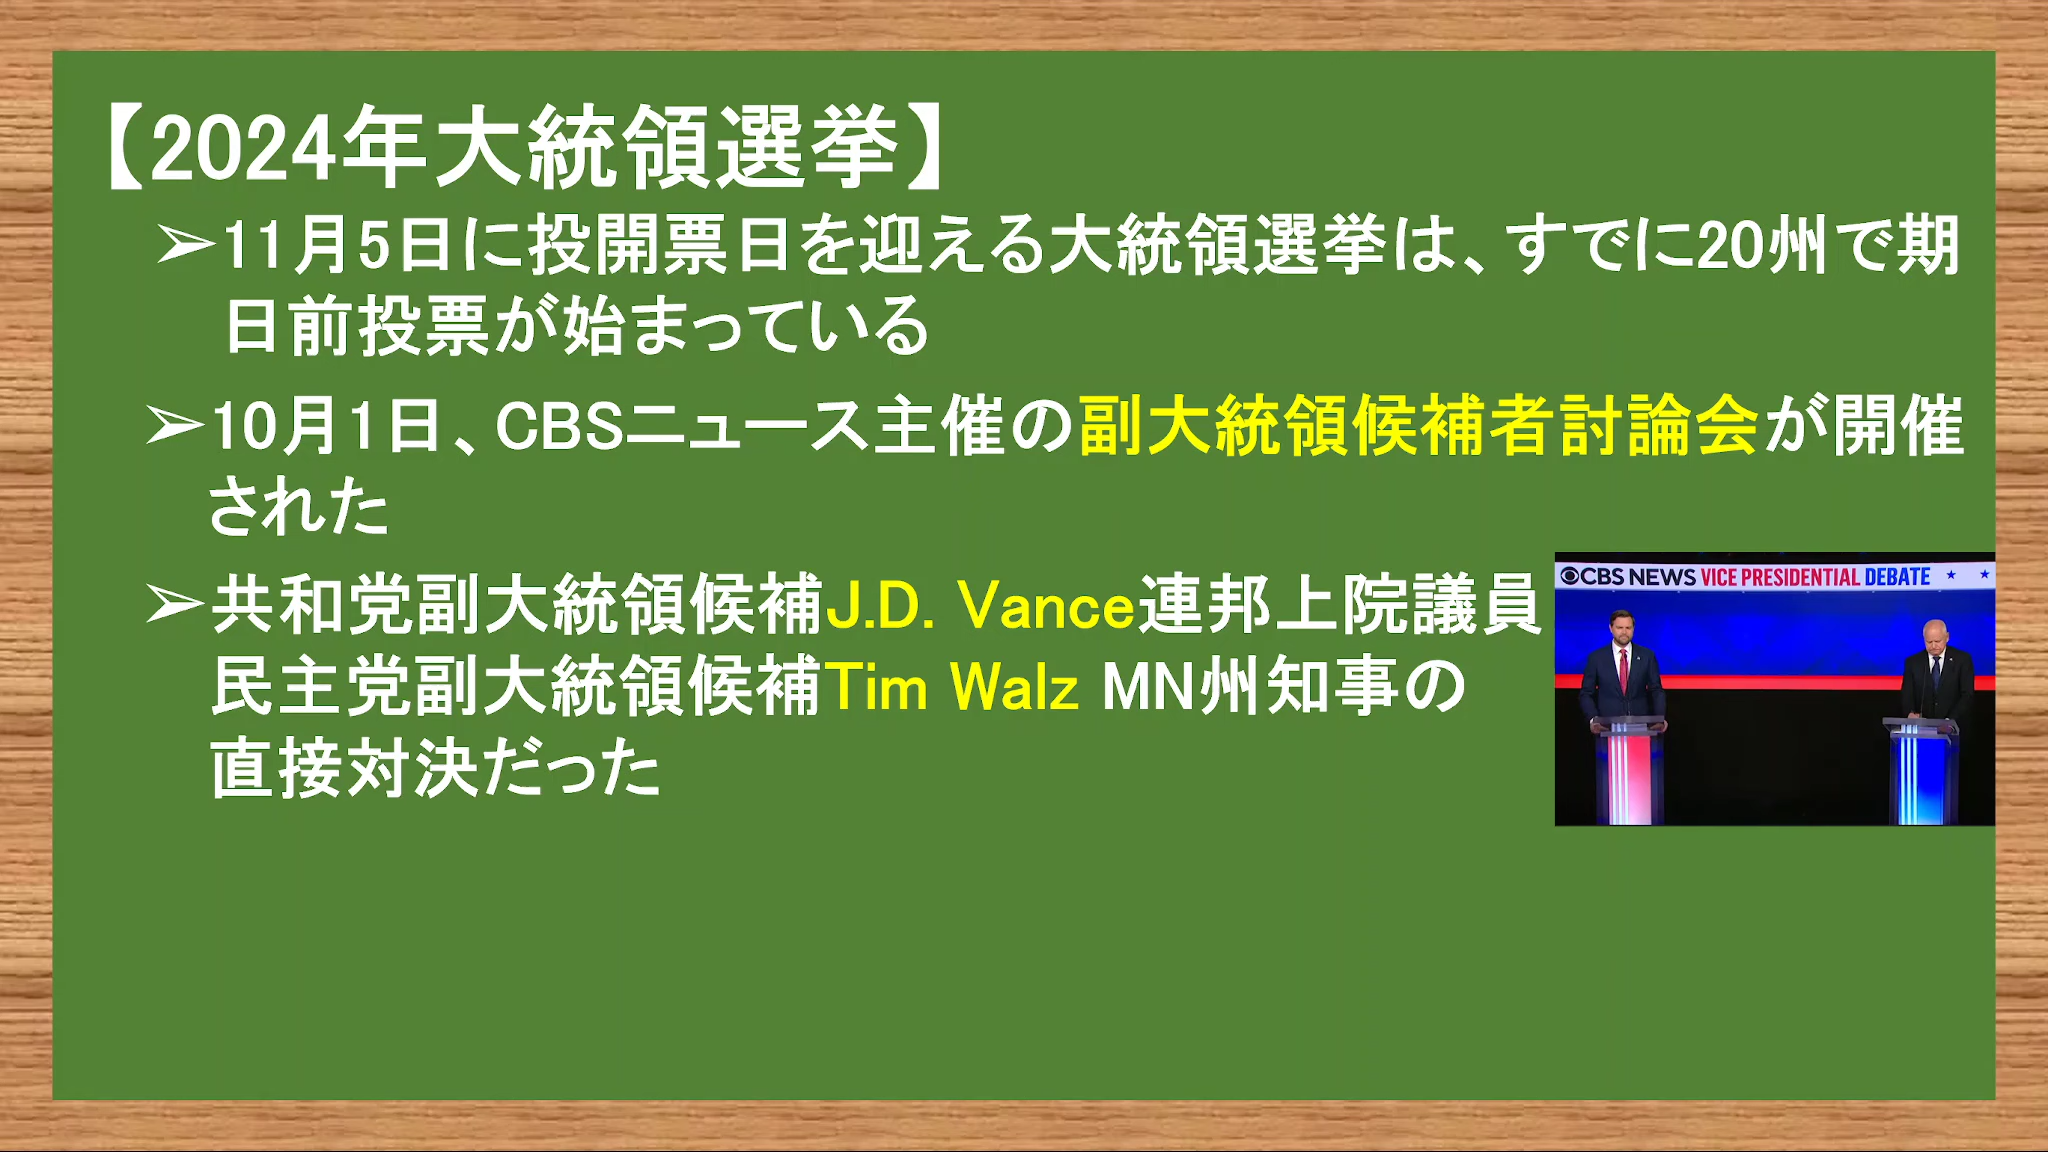 【2024年大統領選挙】
➢11月5日に投開票日を迎える大統領選挙は、すでに20州で期
日前投票が始まっている
➢10月1日、CBSニュース主催の副大統領候補者討論会が開催
された
➢共和党副大統領候補J.D. Vance連邦上院議員
民主党副大統領候補Tim Walz MN州知事の
直接対決だった
CBS NEWS VICE PRESIDENTIAL DEBATE